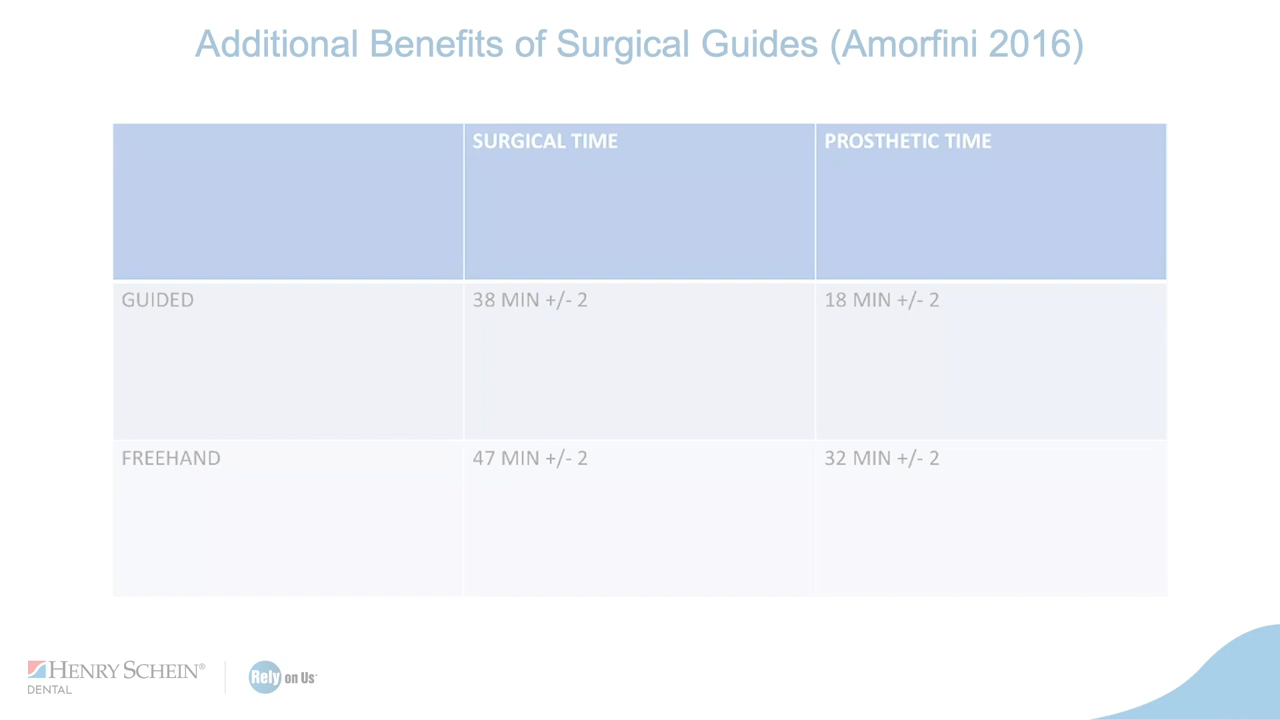 Additional Benefits of Surgical Guides (Amorfini 2016)
SURGICAL TIME PROSTHETIC TIME
GUIDED 38 MIN +/- 2 18 MIN +/- 2
FREEHAND 47 MIN +/- 2 32 MIN +/- 2
HENRY SCHEIN®
DENTAL
Rely on Us